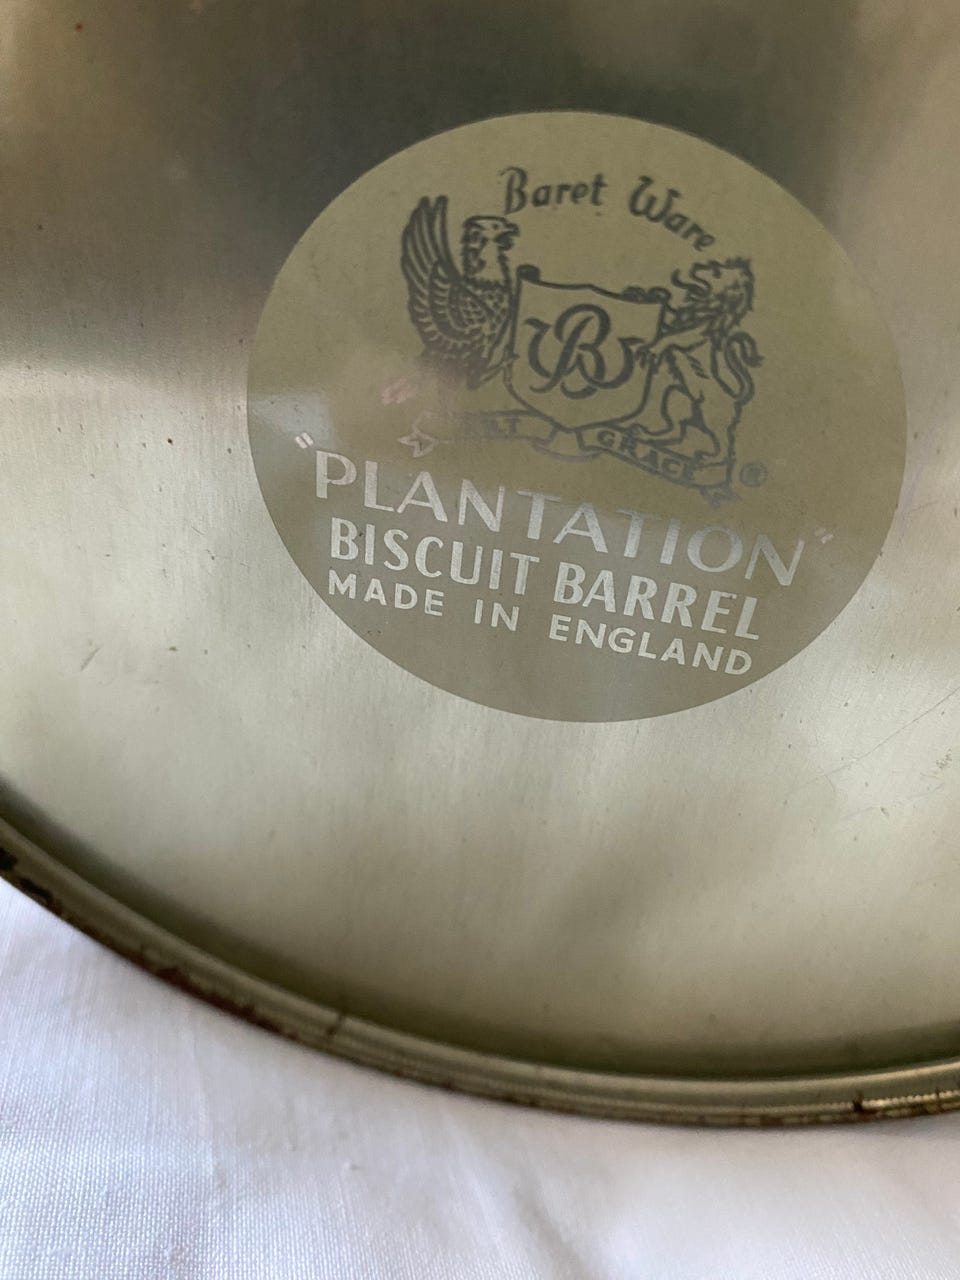 Baret Ware
B
GRACE
®
"PLANTATION"
BISCUIT BARREL
MADE IN ENGLAND